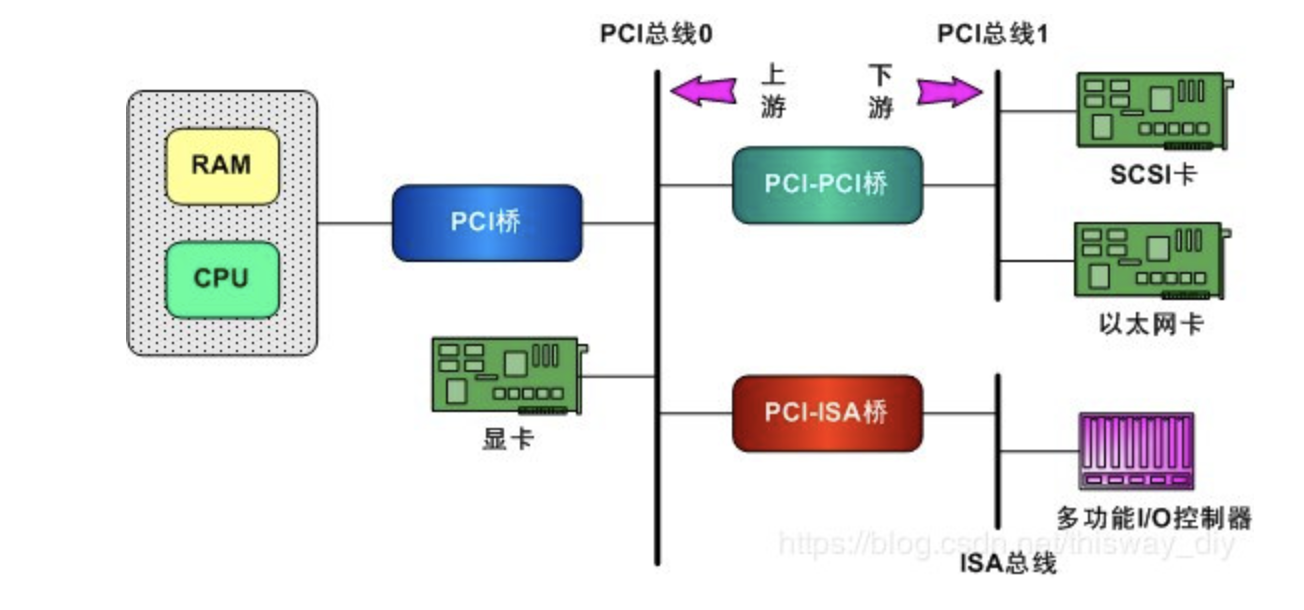 PCI总线0
PCI总线1
上游
下游
RAM
CPU
PCI桥
PCI-PCI桥
SCSI卡
以太网卡
显卡
PCI-ISA桥
多功能I/O控制器
https://blog.csdn.net/thisway_diy
ISA总线